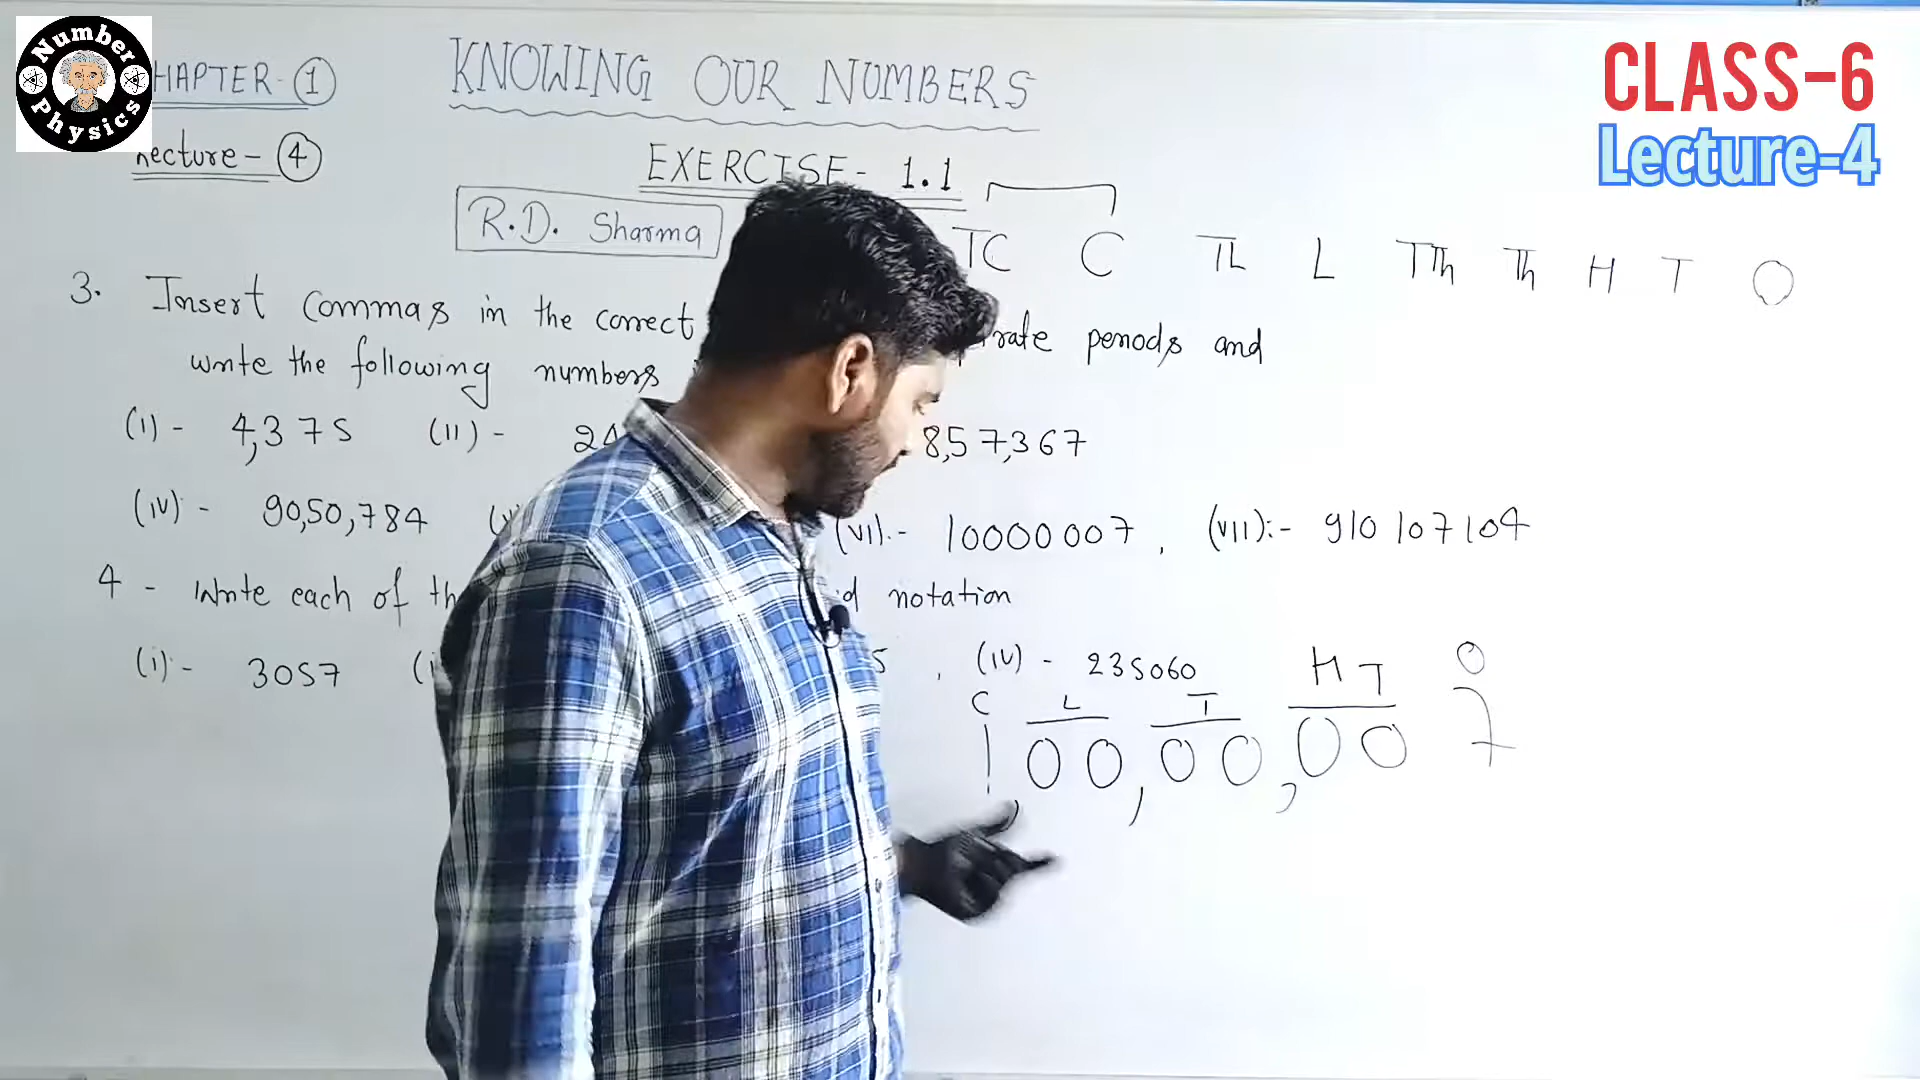 Number Physics
CHAPTER-1
KNOWING OUR NUMBERS
CLASS-6
Lecture-4
Lecture-4
EXERCISE-1.1
R.D. Sharma
TC C TL L TTh Th H T O
3. Insert commas in the correct periods and
write the following numbers
(I)- 4,375 (II)- 24 8,57,367
(IV)- 90,50,784 (VI):- 10000007, (VII):- 910107104
4 - Write each of notation
(i):- 3057 , (IV)- 235060
C L T H T O
1,00,00,007